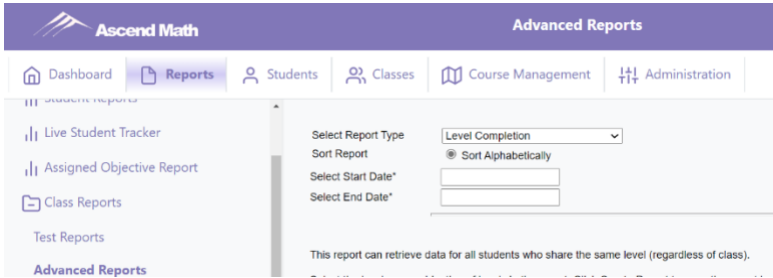 Ascend Math
Advanced Reports
Dashboard Reports Students Classes Course Management Administration
Student Reports
Live Student Tracker
Assigned Objective Report
Class Reports
Test Reports
Advanced Reports
Select Report Type Level Completion
Sort Report Sort Alphabetically
Select Start Date*
Select End Date*
This report can retrieve data for all students who share the same level (regardless of class).